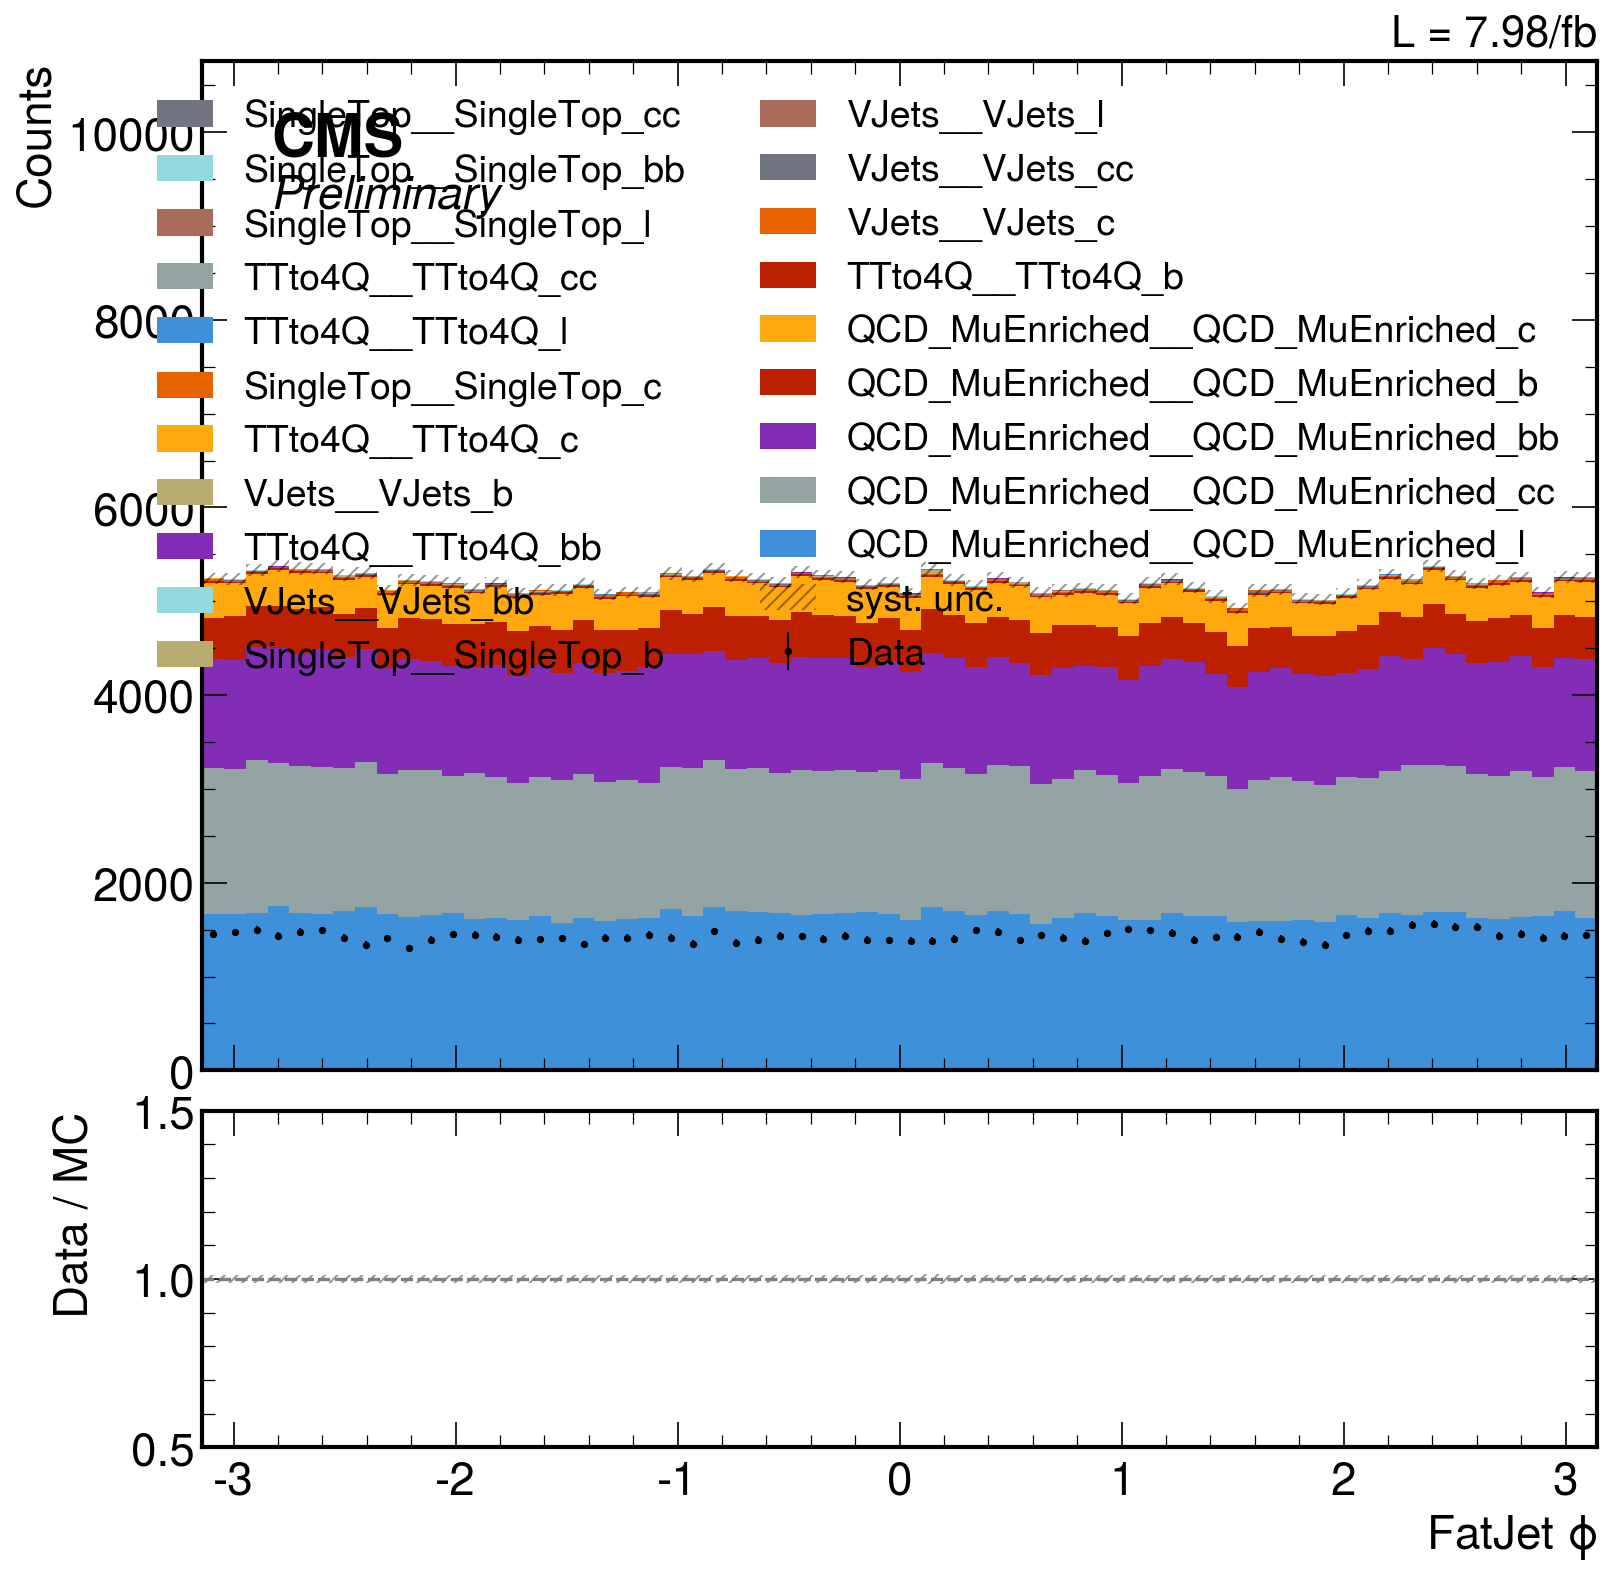 L = 7.98/fb
Counts
CMS
Preliminary
SingleTop__SingleTop_cc
SingleTop__SingleTop_bb
SingleTop__SingleTop_l
TTto4Q__TTto4Q_cc
TTto4Q__TTto4Q_l
SingleTop__SingleTop_c
TTto4Q__TTto4Q_c
VJets__VJets_b
TTto4Q__TTto4Q_bb
VJets__VJets_bb
SingleTop__SingleTop_b
VJets__VJets_l
VJets__VJets_cc
VJets__VJets_c
TTto4Q__TTto4Q_b
QCD_MuEnriched__QCD_MuEnriched_c
QCD_MuEnriched__QCD_MuEnriched_b
QCD_MuEnriched__QCD_MuEnriched_bb
QCD_MuEnriched__QCD_MuEnriched_cc
QCD_MuEnriched__QCD_MuEnriched_l
syst. unc.
Data
10000
8000
6000
4000
2000
0
Data / MC
1.5
1.0
0.5
-3 -2 -1 0 1 2 3
FatJet ϕ